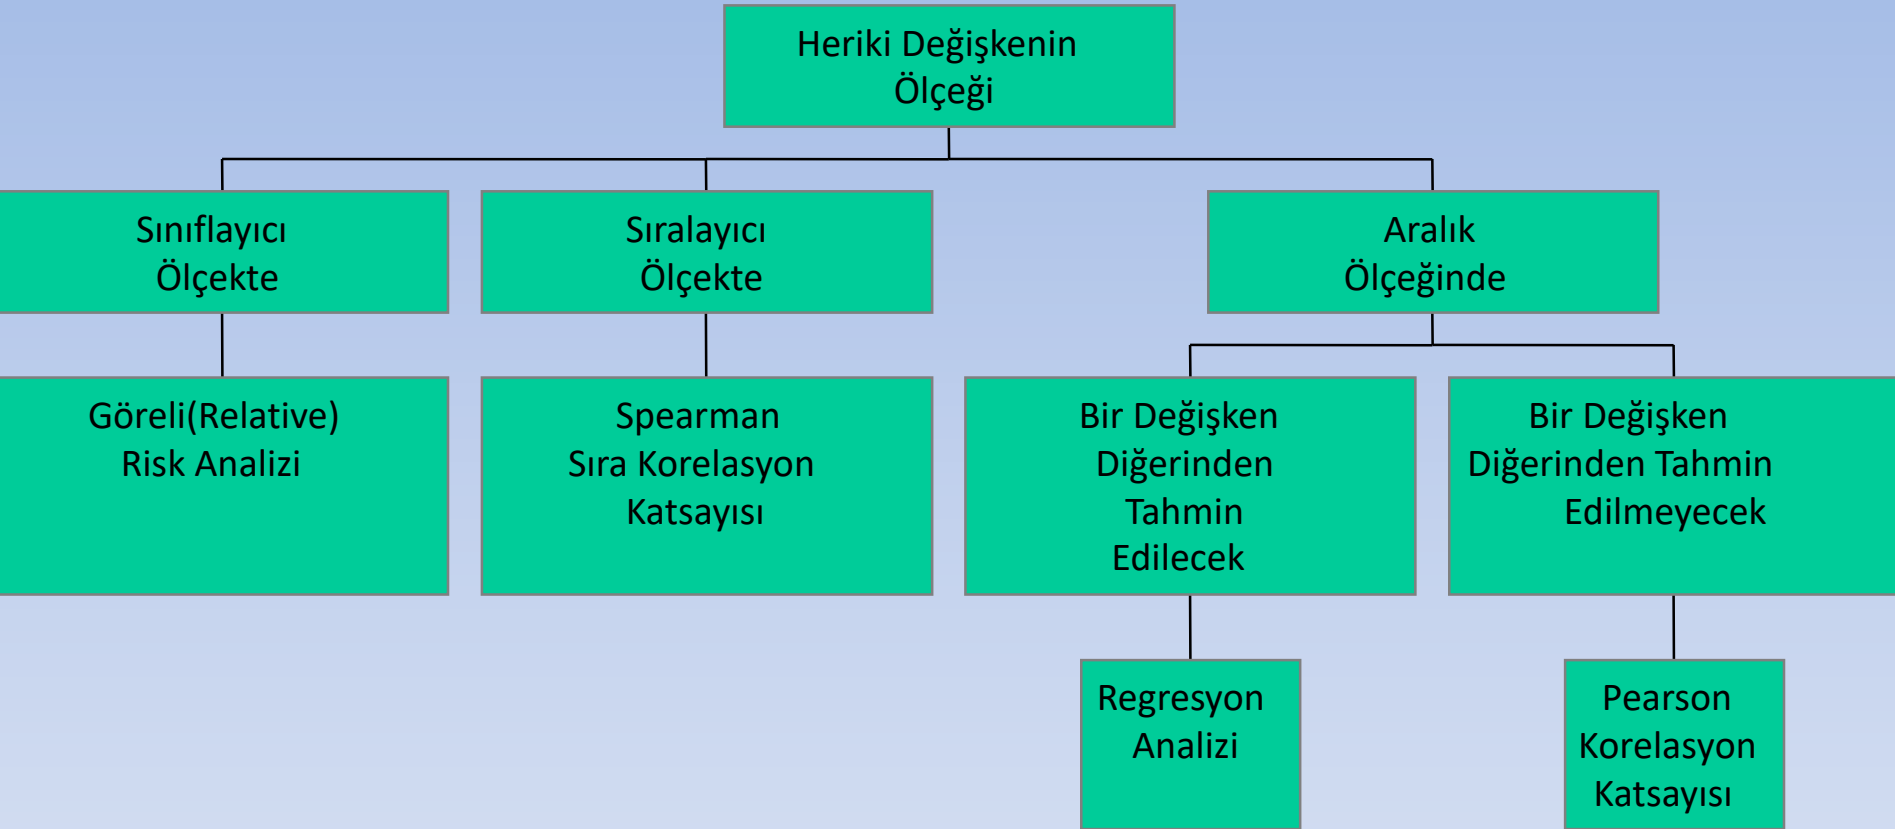 Heriki Değişkenin
Ölçeği
Sınıflayıcı
Ölçekte
Sıralayıcı
Ölçekte
Aralık
Ölçeğinde
Göreli(Relative)
Risk Analizi
Spearman
Sıra Korelasyon
Katsayısı
Bir Değişken
Diğerinden
Tahmin
Edilecek
Bir Değişken
Diğerinden Tahmin
Edilmeyecek
Regresyon
Analizi
Pearson
Korelasyon
Katsayısı